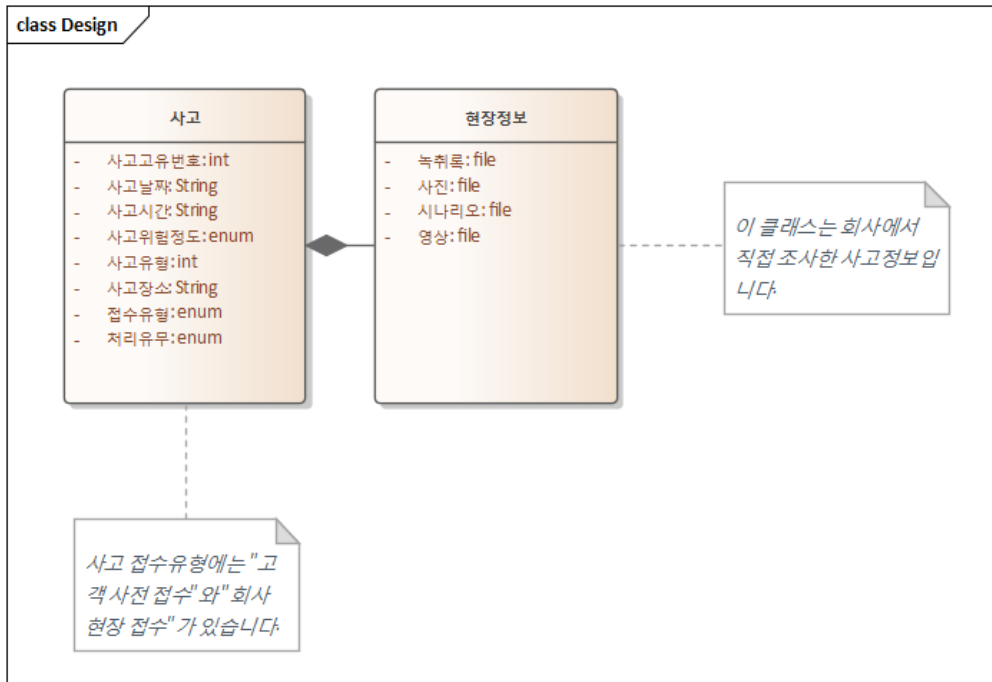 class Design
사고
- 사고고유번호: int
- 사고날짜: String
- 사고시간: String
- 사고위험정도: enum
- 사고유형: int
- 사고장소: String
- 접수유형: enum
- 처리유무: enum
현장정보
- 녹취록: file
- 사진: file
- 시나리오: file
- 영상: file
이 클래스는 회사에서
직접 조사한 사고정보입
니다.
사고 접수유형에는 "고
객 사전 접수" 와 " 회사
현장 접수" 가 있습니다.